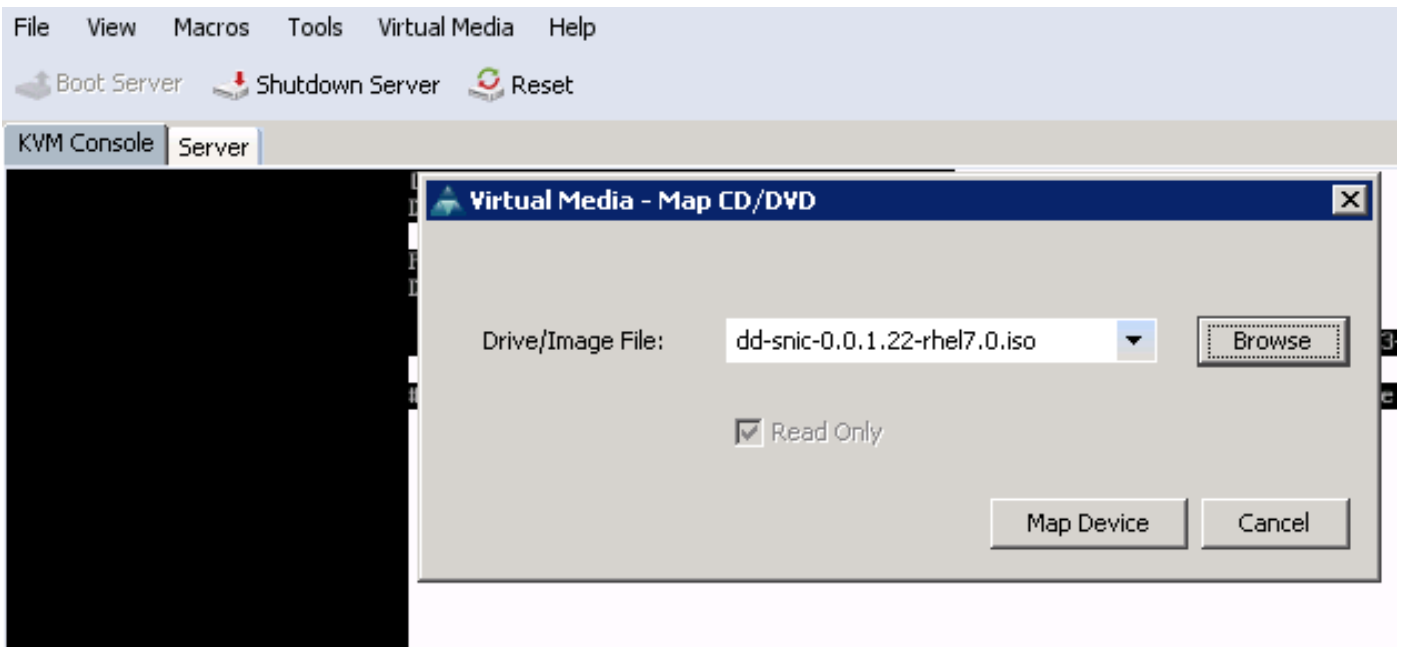 File View Macros Tools Virtual Media Help
Boot Server Shutdown Server Reset
KVM Console Server
Virtual Media - Map CD/DVD
Drive/Image File: dd-snic-0.0.1.22-rhel7.0.iso Browse
Read Only
Map Device Cancel